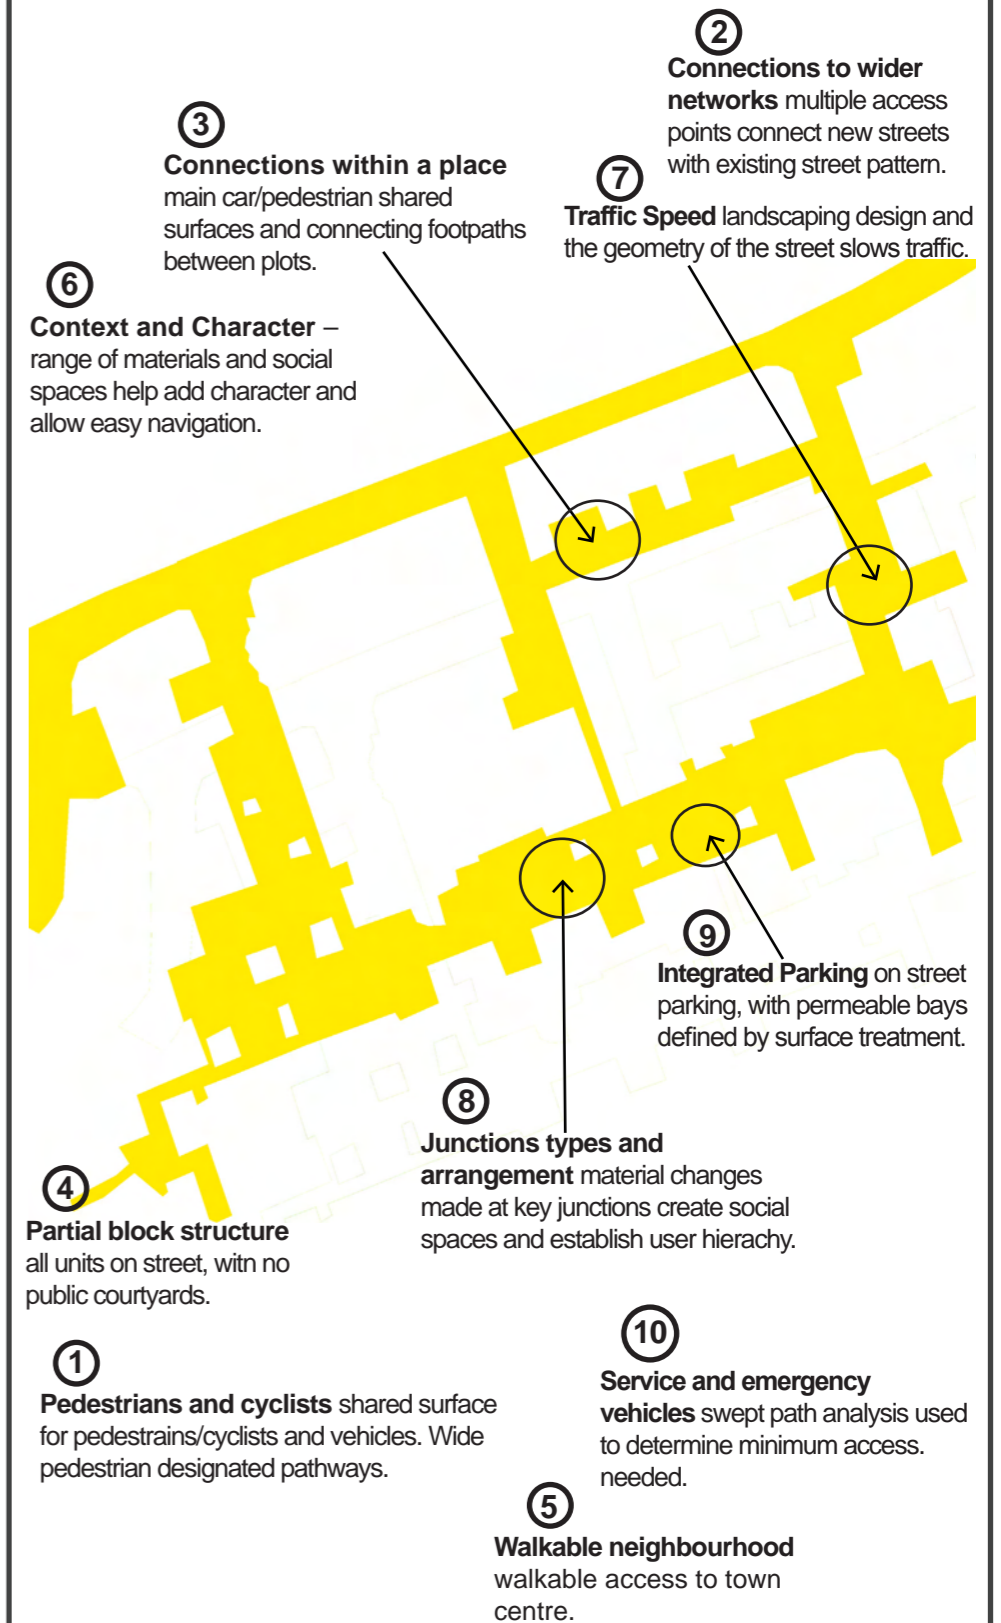 2
Connections to wider
networks multiple access
points connect new streets
with existing street pattern.
3
Connections within a place
main car/pedestrian shared
surfaces and connecting footpaths
between plots.
7
Traffic Speed landscaping design and
the geometry of the street slows traffic.
6
Context and Character –
range of materials and social
spaces help add character and
allow easy navigation.
9
Integrated Parking on street
parking, with permeable bays
defined by surface treatment.
8
Junctions types and
arrangement material changes
made at key junctions create social
spaces and establish user hierachy.
4
Partial block structure
all units on street, witn no
public courtyards.
1
Pedestrians and cyclists shared surface
for pedestrains/cyclists and vehicles. Wide
pedestrian designated pathways.
10
Service and emergency
vehicles swept path analysis used
to determine minimum access.
needed.
5
Walkable neighbourhood
walkable access to town
centre.